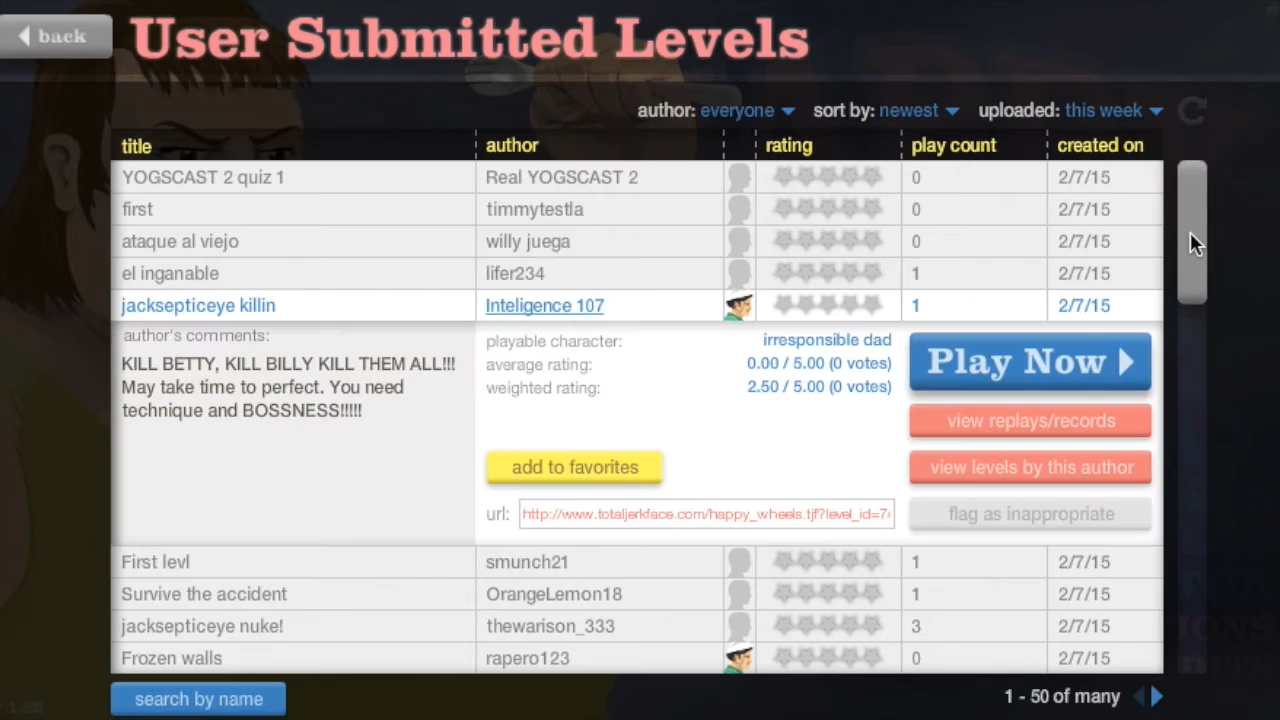 back
User Submitted Levels
author: everyone sort by: newest uploaded: this week
title author rating play count created on
YOGSCAST 2 quiz 1 Real YOGSCAST 2 0 2/7/15
first timmytestla 0 2/7/15
ataque al viejo willy juega 0 2/7/15
el inganable lifer234 1 2/7/15
jacksepticeye killin Inteligence 107 1 2/7/15
author's comments:
KILL BETTY, KILL BILLY KILL THEM ALL!!!
May take time to perfect. You need
technique and BOSSNESS!!!!!
playable character: irresponsible dad
average rating: 0.00 / 5.00 (0 votes)
weighted rating: 2.50 / 5.00 (0 votes)
add to favorites
url: http://www.totaljerkface.com/happy_wheels.tjf?level_id=7
Play Now
view replays/records
view levels by this author
flag as inappropriate
First levl smunch21 1 2/7/15
Survive the accident OrangeLemon18 1 2/7/15
jacksepticeye nuke! thewarison_333 3 2/7/15
Frozen walls rapero123 0 2/7/15
search by name
1 - 50 of many